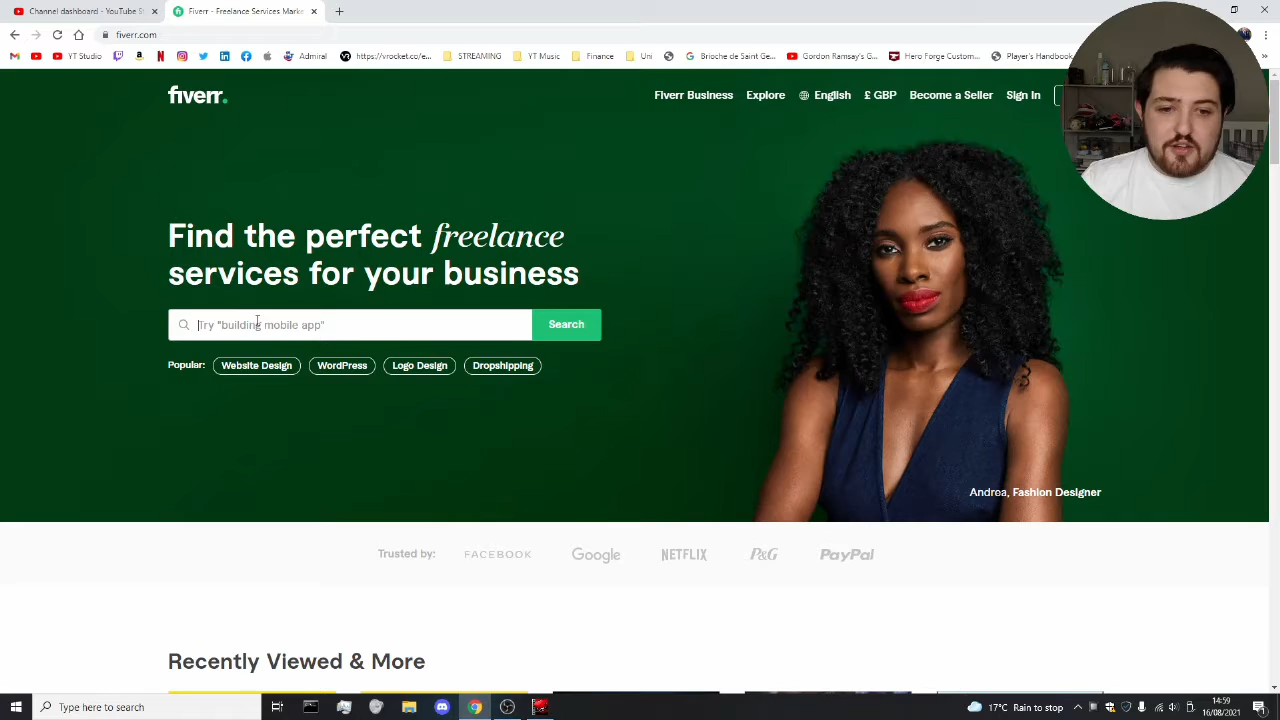 Channel dashboard - YouTube St
Fiverr - Freelance Services Marke
fiverr.com
YT Studio
Admiral
https://vrocket.co/e...
STREAMING
YT Music
Finance
Uni
Brioche de Saint Ge...
Gordon Ramsay's G...
Hero Forge Custom...
Player's Handbook
fiverr.
Fiverr Business
Explore
English
£ GBP
Become a Seller
Sign In
Find the perfect freelance
services for your business
Try "building mobile app"
Search
Popular:
Website Design
WordPress
Logo Design
Dropshipping
Andrea, Fashion Designer
Trusted by:
FACEBOOK
Google
NETFLIX
P&G
PayPal
Recently Viewed & More
Type here to search
17°C Rain to stop
14:59
16/08/2021